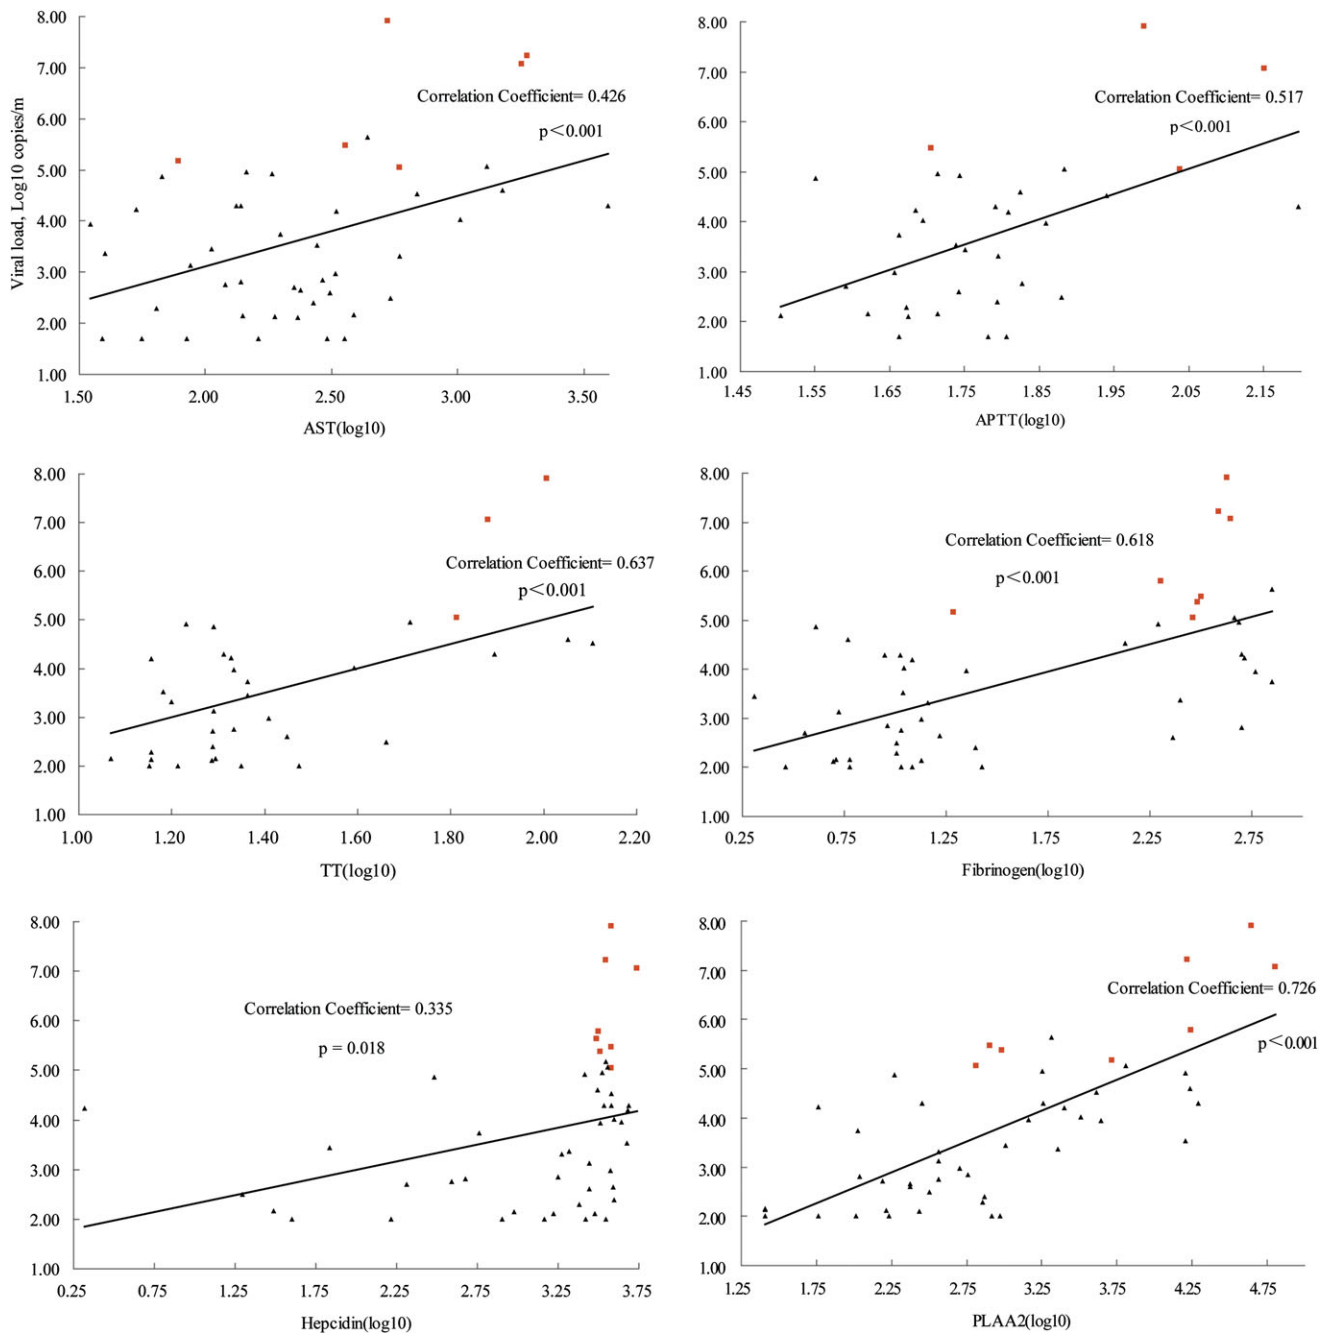 8.00
7.00
6.00
5.00
4.00
3.00
2.00
1.00
Viral load, Log10 copies/m
Correlation Coefficient= 0.426
p<0.001
1.50 2.00 2.50 3.00 3.50
AST(log10)
8.00
7.00
6.00
5.00
4.00
3.00
2.00
1.00
Correlation Coefficient= 0.517
p<0.001
1.45 1.55 1.65 1.75 1.85 1.95 2.05 2.15
APTT(log10)
8.00
7.00
6.00
5.00
4.00
3.00
2.00
1.00
Correlation Coefficient= 0.637
p<0.001
1.00 1.20 1.40 1.60 1.80 2.00 2.20
TT(log10)
8.00
7.00
6.00
5.00
4.00
3.00
2.00
1.00
Correlation Coefficient= 0.618
p<0.001
0.25 0.75 1.25 1.75 2.25 2.75
Fibrinogen(log10)
8.00
7.00
6.00
5.00
4.00
3.00
2.00
1.00
Correlation Coefficient= 0.335
p = 0.018
0.25 0.75 1.25 1.75 2.25 2.75 3.25 3.75
Hepcidin(log10)
8.00
7.00
6.00
5.00
4.00
3.00
2.00
1.00
Correlation Coefficient= 0.726
p<0.001
1.25 1.75 2.25 2.75 3.25 3.75 4.25 4.75
PLAA2(log10)